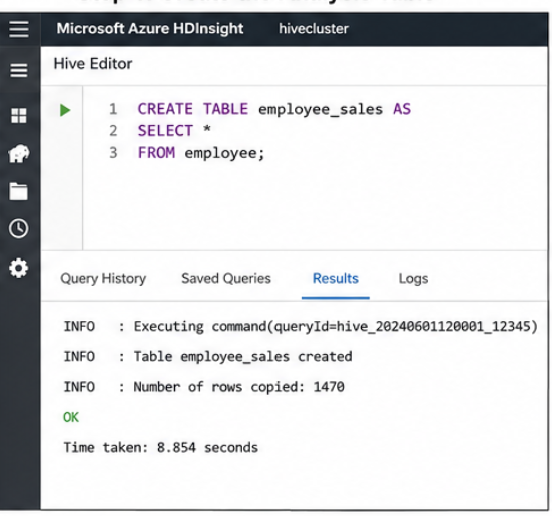 Microsoft Azure HDInsight hivecluster
Hive Editor
1 CREATE TABLE employee_sales AS
2 SELECT *
3 FROM employee;
Query History Saved Queries Results Logs
INFO : Executing command(queryId=hive_20240601120001_12345)
INFO : Table employee_sales created
INFO : Number of rows copied: 1470
OK
Time taken: 8.854 seconds